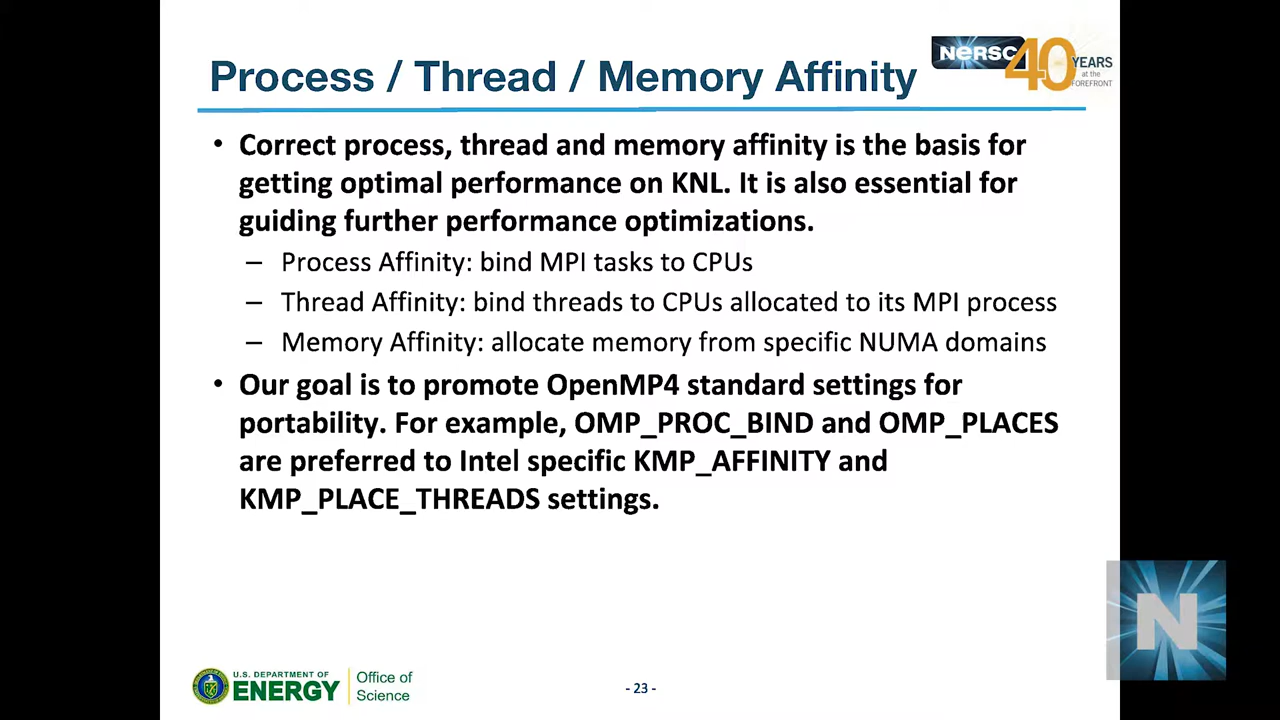 Process / Thread / Memory Affinity
NERSC 40 YEARS
at the
FOREFRONT
• Correct process, thread and memory affinity is the basis for
getting optimal performance on KNL. It is also essential for
guiding further performance optimizations.
– Process Affinity: bind MPI tasks to CPUs
– Thread Affinity: bind threads to CPUs allocated to its MPI process
– Memory Affinity: allocate memory from specific NUMA domains
• Our goal is to promote OpenMP4 standard settings for
portability. For example, OMP_PROC_BIND and OMP_PLACES
are preferred to Intel specific KMP_AFFINITY and
KMP_PLACE_THREADS settings.
N
U.S. DEPARTMENT OF
ENERGY
Office of
Science
- 23 -